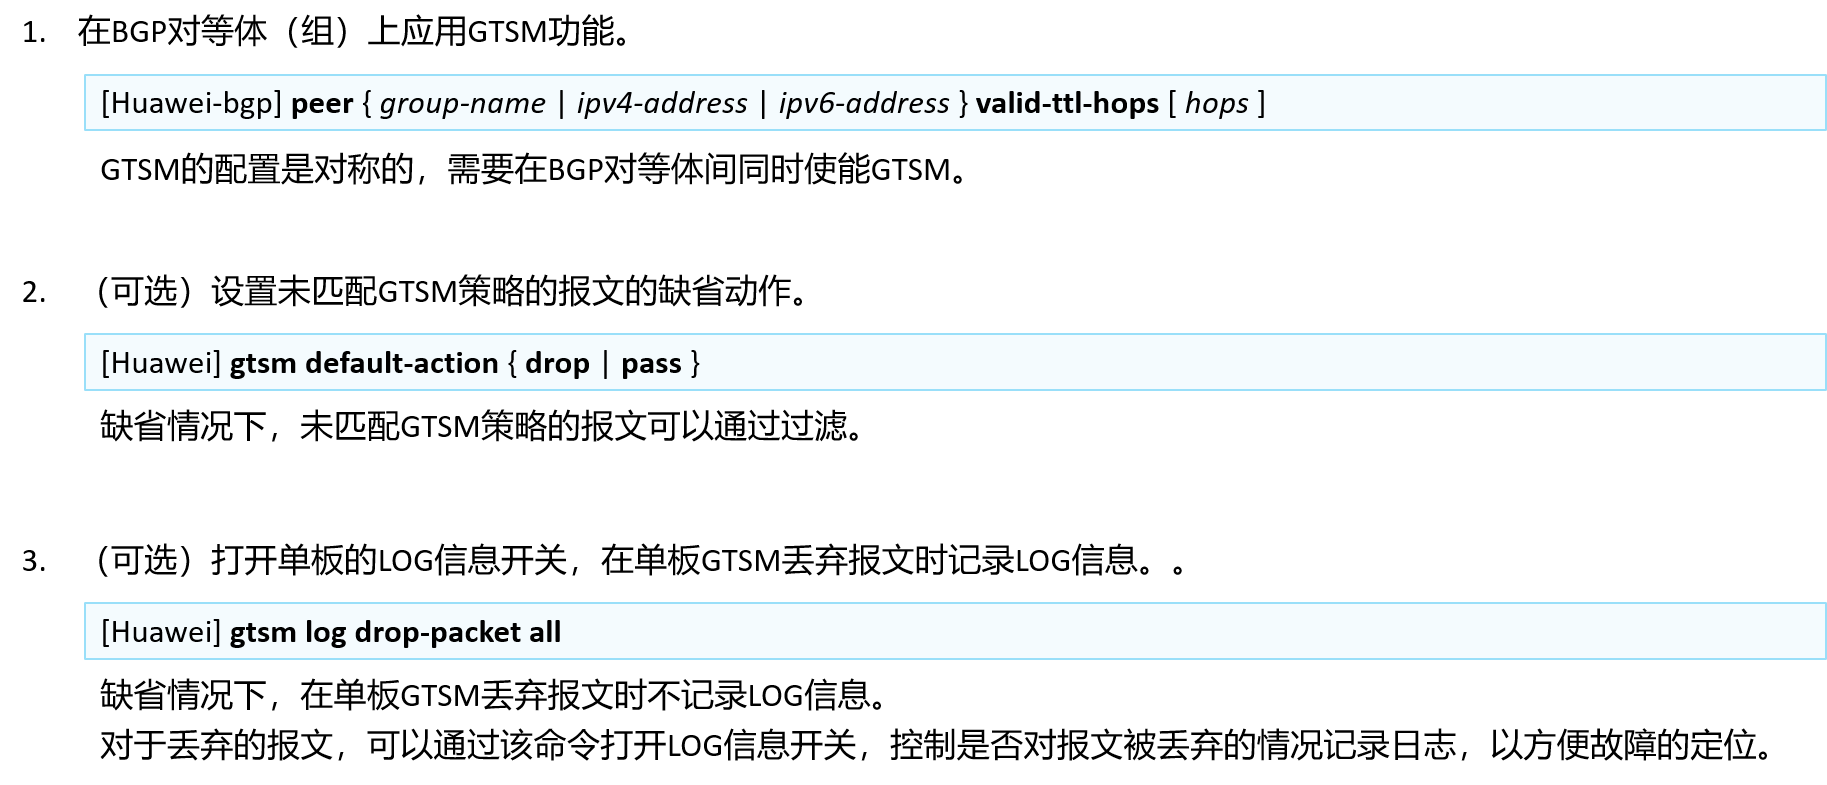 1. 在BGP对等体（组）上应用GTSM功能。
[Huawei-bgp] peer { group-name | ipv4-address | ipv6-address } valid-ttl-hops [ hops ]
GTSM的配置是对称的，需要在BGP对等体间同时使能GTSM。
2. （可选）设置未匹配GTSM策略的报文的缺省动作。
[Huawei] gtsm default-action { drop | pass }
缺省情况下，未匹配GTSM策略的报文可以通过过滤。
3. （可选）打开单板的LOG信息开关，在单板GTSM丢弃报文时记录LOG信息。。
[Huawei] gtsm log drop-packet all
缺省情况下，在单板GTSM丢弃报文时不记录LOG信息。
对于丢弃的报文，可以通过该命令打开LOG信息开关，控制是否对报文被丢弃的情况记录日志，以方便故障的定位。